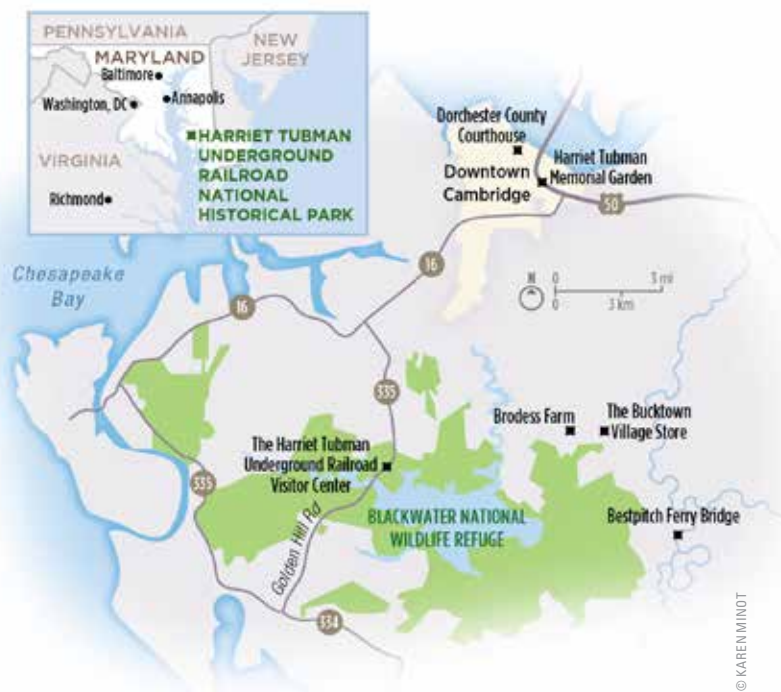 PENNSYLVANIA
MARYLAND
NEW
JERSEY
Baltimore
Washington, DC
Annapolis
VIRGINIA
HARRIET TUBMAN
UNDERGROUND
RAILROAD
NATIONAL
HISTORICAL PARK
Richmond
Dorchester County
Courthouse
Downtown
Cambridge
Harriet Tubman
Memorial Garden
50
16
Chesapeake
Bay
N
0
3 mi
0
3 km
16
335
Brodess Farm
The Bucktown
Village Store
The Harriet Tubman
Underground Railroad
Visitor Center
335
Golden Hill Rd
BLACKWATER NATIONAL
WILDLIFE REFUGE
Bestpitch Ferry Bridge
334
© KAREN MINOT